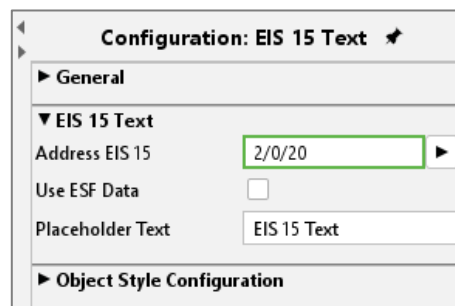 Configuration: EIS 15 Text
General
EIS 15 Text
Address EIS 15 2/0/20
Use ESF Data
Placeholder Text EIS 15 Text
Object Style Configuration